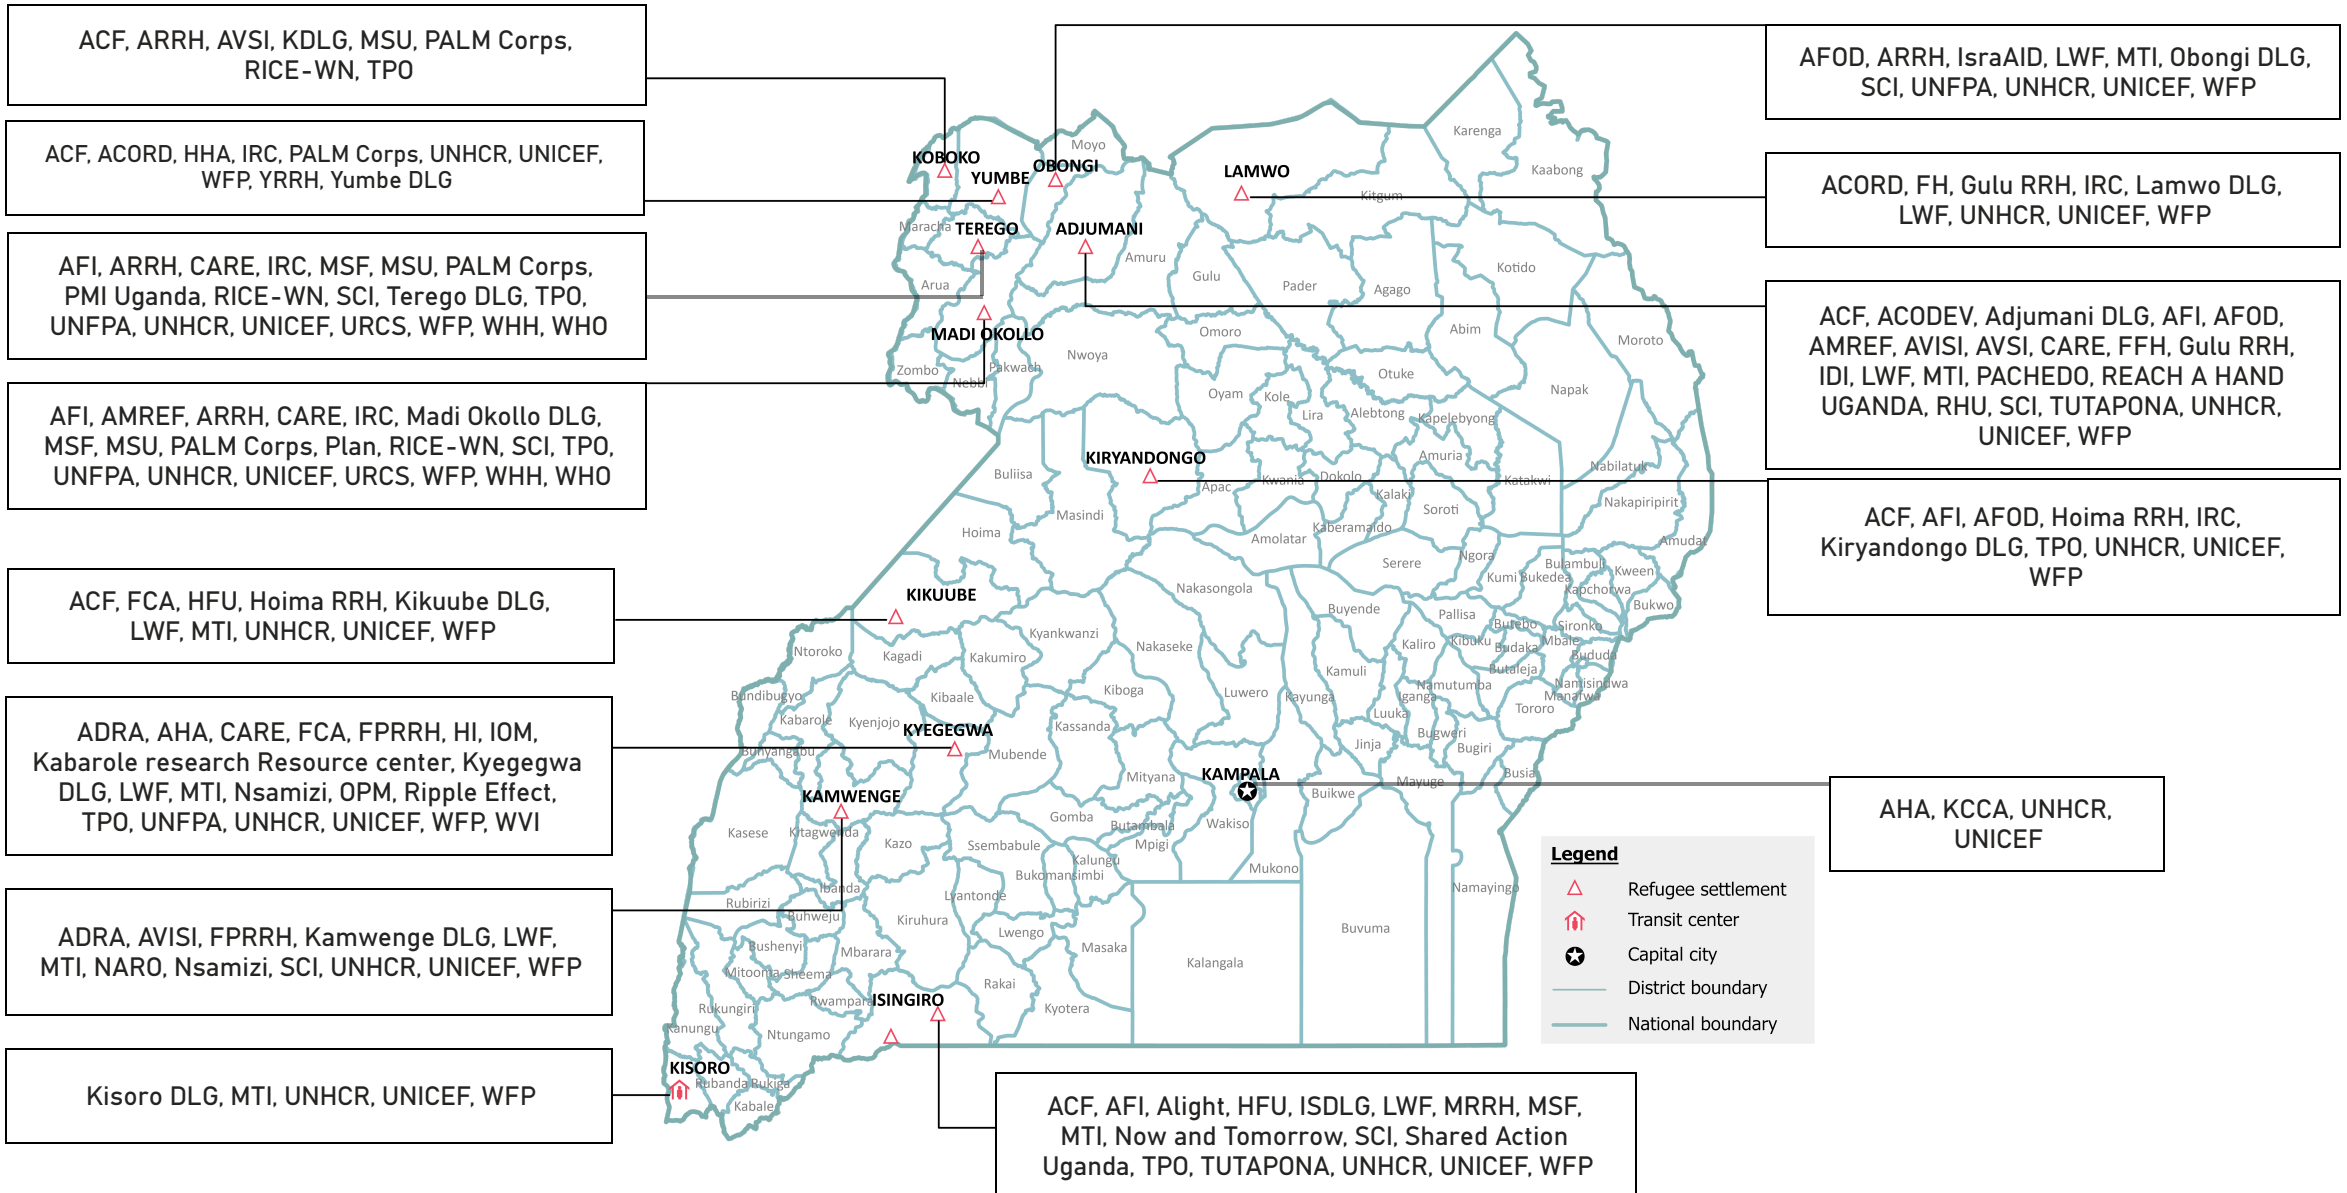 ACF, ARRH, AVSI, KDLG, MSU, PALM Corps,
RICE-WN, TPO
ACF, ACORD, HHA, IRC, PALM Corps, UNHCR, UNICEF,
WFP, YRRH, Yumbe DLG
AFI, ARRH, CARE, IRC, MSF, MSU, PALM Corps,
PMI Uganda, RICE-WN, SCI, Terego DLG, TPO,
UNFPA, UNHCR, UNICEF, URCS, WFP, WHH, WHO
AFI, AMREF, ARRH, CARE, IRC, Madi Okollo DLG,
MSF, MSU, PALM Corps, Plan, RICE-WN, SCI, TPO,
UNFPA, UNHCR, UNICEF, URCS, WFP, WHH, WHO
ACF, FCA, HFU, Hoima RRH, Kikuube DLG,
LWF, MTI, UNHCR, UNICEF, WFP
ADRA, AHA, CARE, FCA, FPRRH, HI, IOM,
Kabarole research Resource center, Kyegegwa
DLG, LWF, MTI, Nsamizi, OPM, Ripple Effect,
TPO, UNFPA, UNHCR, UNICEF, WFP, WVI
ADRA, AVISI, FPRRH, Kamwenge DLG, LWF,
MTI, NARO, Nsamizi, SCI, UNHCR, UNICEF, WFP
Kisoro DLG, MTI, UNHCR, UNICEF, WFP
AFOD, ARRH, IsraAID, LWF, MTI, Obongi DLG,
SCI, UNFPA, UNHCR, UNICEF, WFP
ACORD, FH, Gulu RRH, IRC, Lamwo DLG,
LWF, UNHCR, UNICEF, WFP
ACF, ACODEV, Adjumani DLG, AFI, AFOD,
AMREF, AVISI, AVSI, CARE, FFH, Gulu RRH,
IDI, LWF, MTI, PACHEDO, REACH A HAND
UGANDA, RHU, SCI, TUTAPONA, UNHCR,
UNICEF, WFP
ACF, AFI, AFOD, Hoima RRH, IRC,
Kiryandongo DLG, TPO, UNHCR, UNICEF,
WFP
AHA, KCCA, UNHCR,
UNICEF
ACF, AFI, Alight, HFU, ISDLG, LWF, MRRH, MSF,
MTI, Now and Tomorrow, SCI, Shared Action
Uganda, TPO, TUTAPONA, UNHCR, UNICEF, WFP
Legend
Refugee settlement
Transit center
Capital city
District boundary
National boundary
Karenga
Moyo
KOBOKO
OBONGI
Kaabong
LAMWO
YUMBE
Kitgum
Maracha
TEREGO
ADJUMANI
Amuru
Kotido
Gulu
Arua
Pader
Agago
MADI OKOLLO
Omoro
Abim
Moroto
Nwoya
Zombo
Pakwach
Nebbi
Otuke
Napak
Oyam
Kole
Lira
Alebtong
Kapelebyong
KIRYANDONGO
Amuria
Nabilatuk
Buliisa
Dokolo
Kwania
Katakwi
Apac
Kalaki
Nakapiripirit
Masindi
Soroti
Hoima
Kaberamaido
Amolatar
Amudat
Ngora
Serere
Bulambuli
Kween
Kumi
Bukedea
Kapchorwa
Nakasongola
KIKUUBE
Bukwo
Buyende
Pallisa
Butebo
Sironko
Kyankwanzi
Nakaseke
Kaliro
Kibuku
Budaka
Mbale
Bududa
Ntoroko
Kagadi
Kakumiro
Kamuli
Butaleja
Namutumba
Namisindwa
Manafwa
Bundibugyo
Kibaale
Kiboga
Luwero
Kayunga
Iganga
Tororo
Luuka
Kabarole
Kyenjojo
KYEGEGWA
Kassanda
Bugweri
Bugiri
Jinja
Bunyangabu
Mubende
Mityana
KAMPALA
Busia
Mayuge
Buikwe
KAMWENGE
Gomba
Butambala
Wakiso
Kasese
Kitagwenda
Kazo
Ssembabule
Mpigi
Kalungu
Mukono
Bukomansimbi
Ibanda
Lyantonde
Namayingo
Rubirizi
Buhweju
Kiruhura
Lwengo
Buvuma
Bushenyi
Mbarara
Masaka
Kalangala
Mitooma
Sheema
Rakai
Rwampara
ISINGIRO
Rukungiri
Kyotera
Kanungu
Ntungamo
KISORO
Rubanda
Rukiga
Kabale